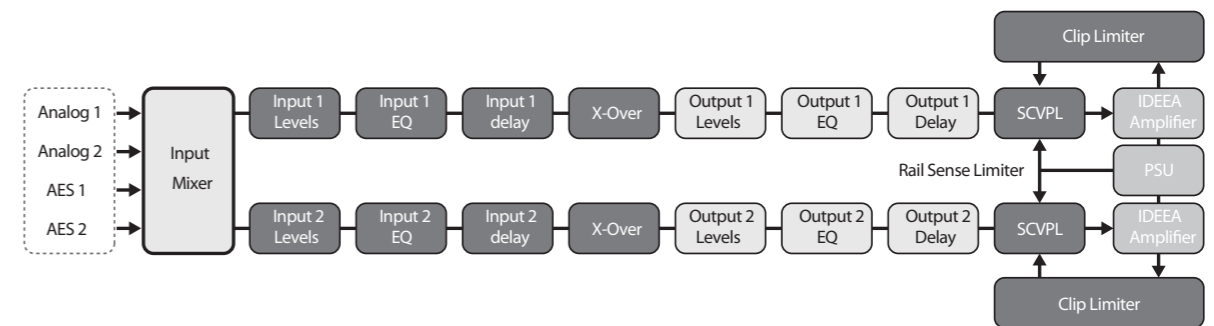 Clip Limiter
Analog 1
Analog 2
AES 1
AES 2
Input
Mixer
Input 1
Levels
Input 1
EQ
Input 1
delay
X-Over
Output 1
Levels
Output 1
EQ
Output 1
Delay
SCVPL
IDEEA
Amplifier
Rail Sense Limiter
PSU
Input 2
Levels
Input 2
EQ
Input 2
delay
X-Over
Output 2
Levels
Output 2
EQ
Output 2
Delay
SCVPL
IDEEA
Amplifier
Clip Limiter